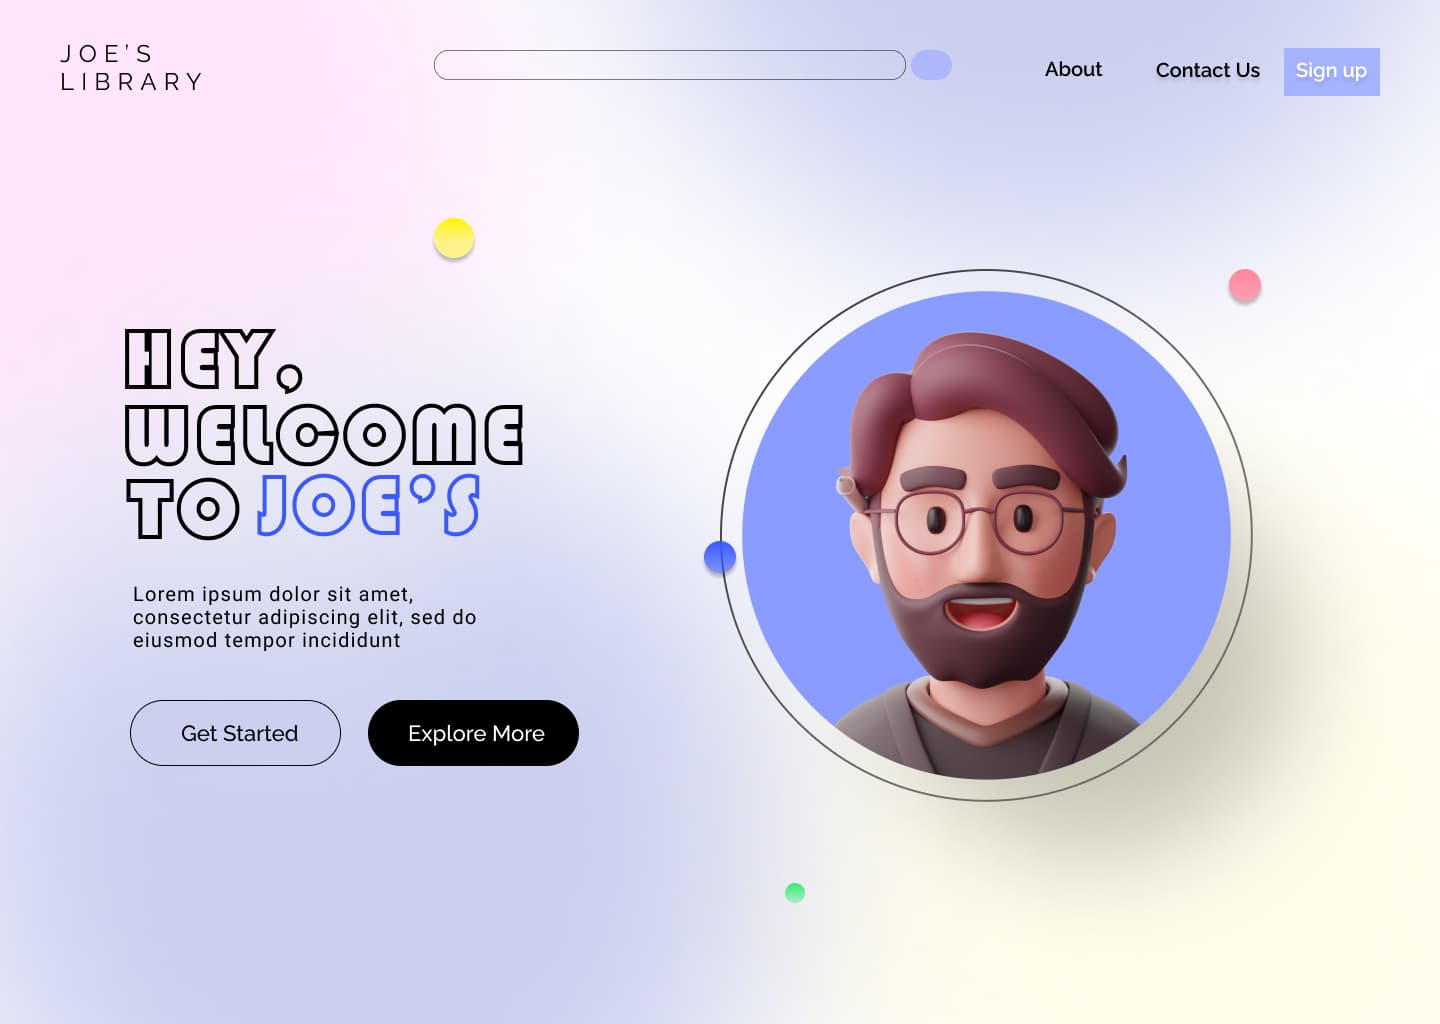 JOE'S
LIBRARY
About
Contact Us
Sign up
HEY,
WELCOME
TO JOE'S
Lorem ipsum dolor sit amet,
consectetur adipiscing elit, sed do
eiusmod tempor incididunt
Get Started
Explore More